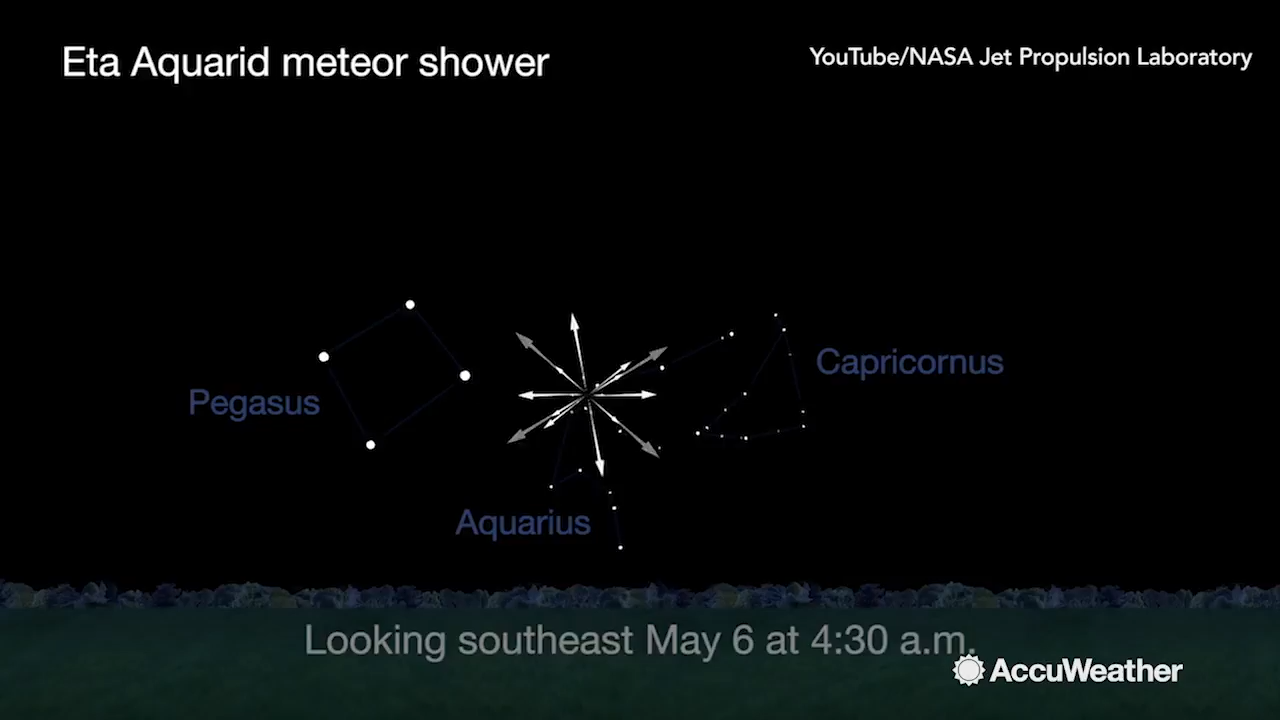 Eta Aquarid meteor shower
YouTube/NASA Jet Propulsion Laboratory
Capricornus
Pegasus
Aquarius
Looking southeast May 6 at 4:30 a.m.
AccuWeather